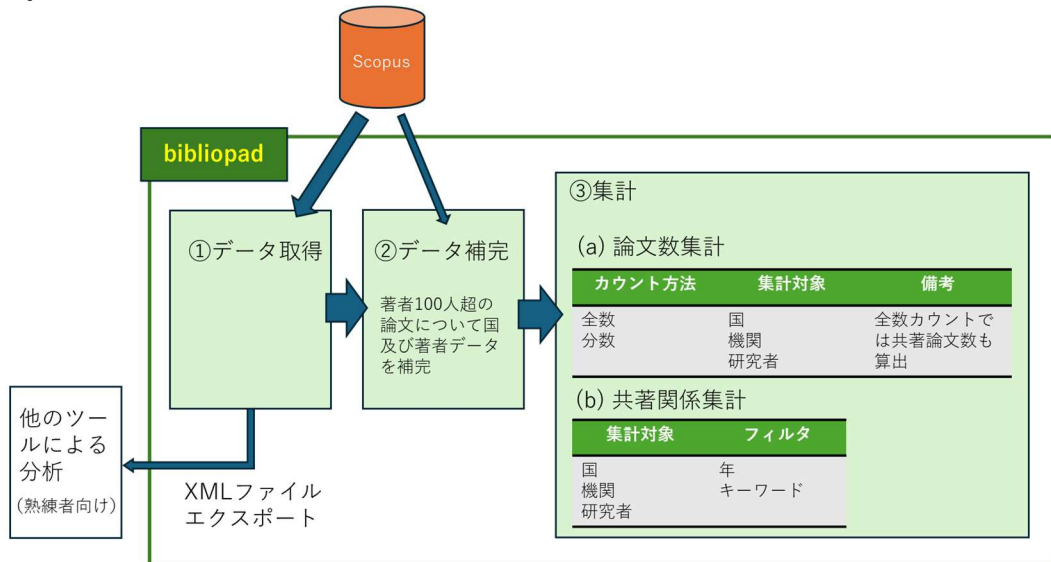 Scopus
bibliopad
①データ取得
②データ補完
著者100人超の
論文について国
及び著者データ
を補完
③集計
(a) 論文数集計
カウント方法 集計対象 備考
全数 国 全数カウントで
分数 機関 は共著論文数も
研究者 算出
(b) 共著関係集計
集計対象 フィルタ
国 年
機関 キーワード
研究者
他のツー
ルによる
分析
(熟練者向け)
XMLファイル
エクスポート